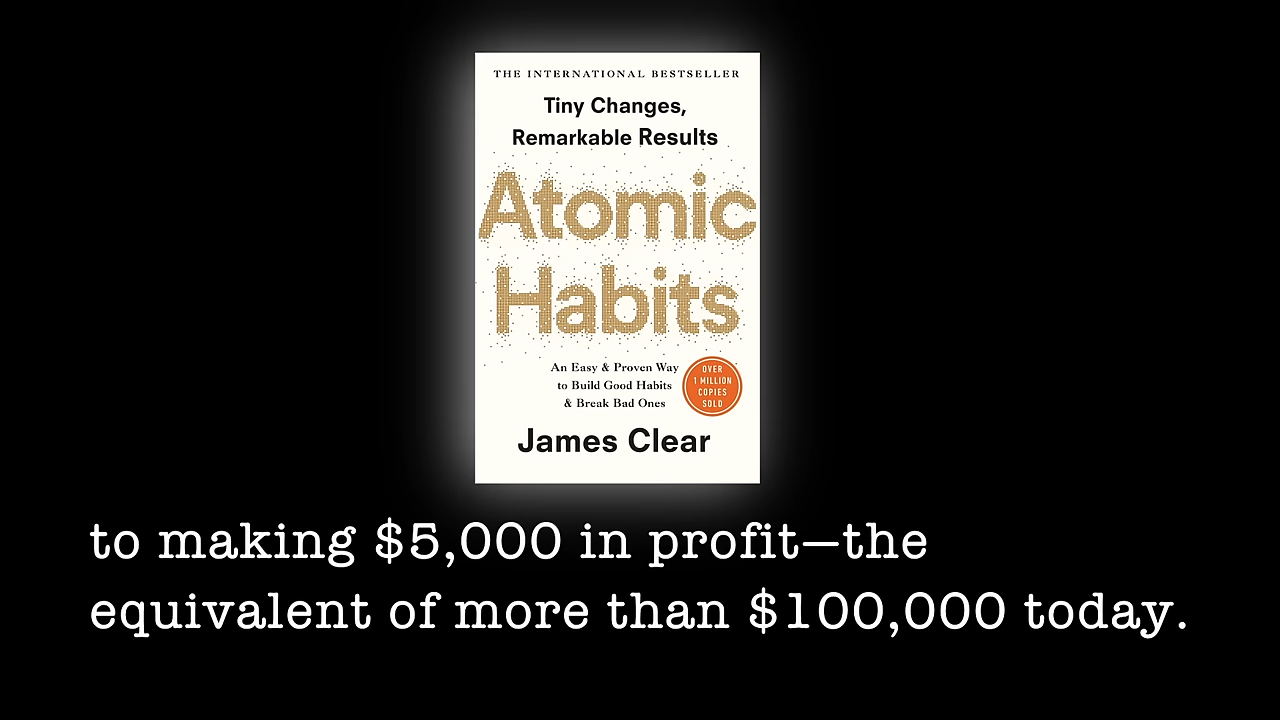 THE INTERNATIONAL BESTSELLER
Tiny Changes,
Remarkable Results
Atomic
Habits
An Easy & Proven Way
to Build Good Habits
& Break Bad Ones
OVER
1 MILLION
COPIES
SOLD
James Clear
to making $5,000 in profit—the
equivalent of more than $100,000 today.